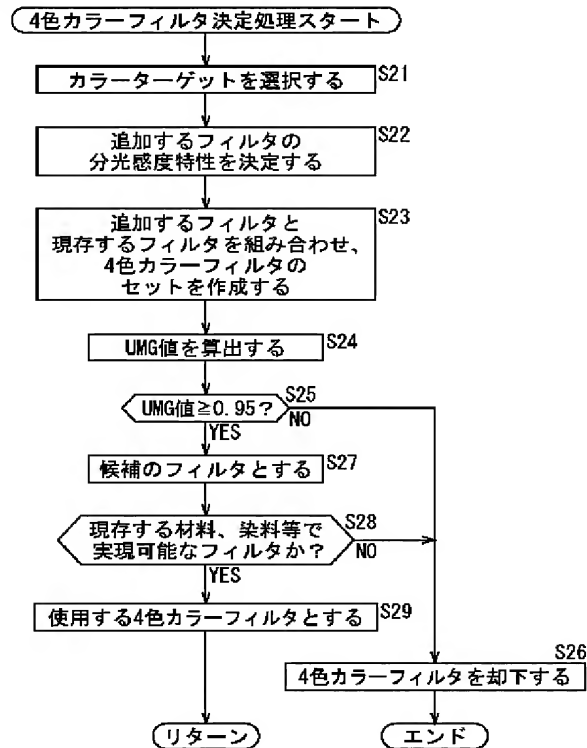 4色カラーフィルタ決定処理スタート
カラーターゲットを選択する
S21
追加するフィルタの
分光感度特性を決定する
S22
追加するフィルタと
現存するフィルタを組み合わせ、
4色カラーフィルタの
セットを作成する
S23
UMG値を算出する
S24
UMG値≧0.95?
S25
NO
YES
候補のフィルタとする
S27
現存する材料、染料等で
実現可能なフィルタか?
S28
NO
YES
使用する4色カラーフィルタとする
S29
4色カラーフィルタを却下する
S26
リターン
エンド